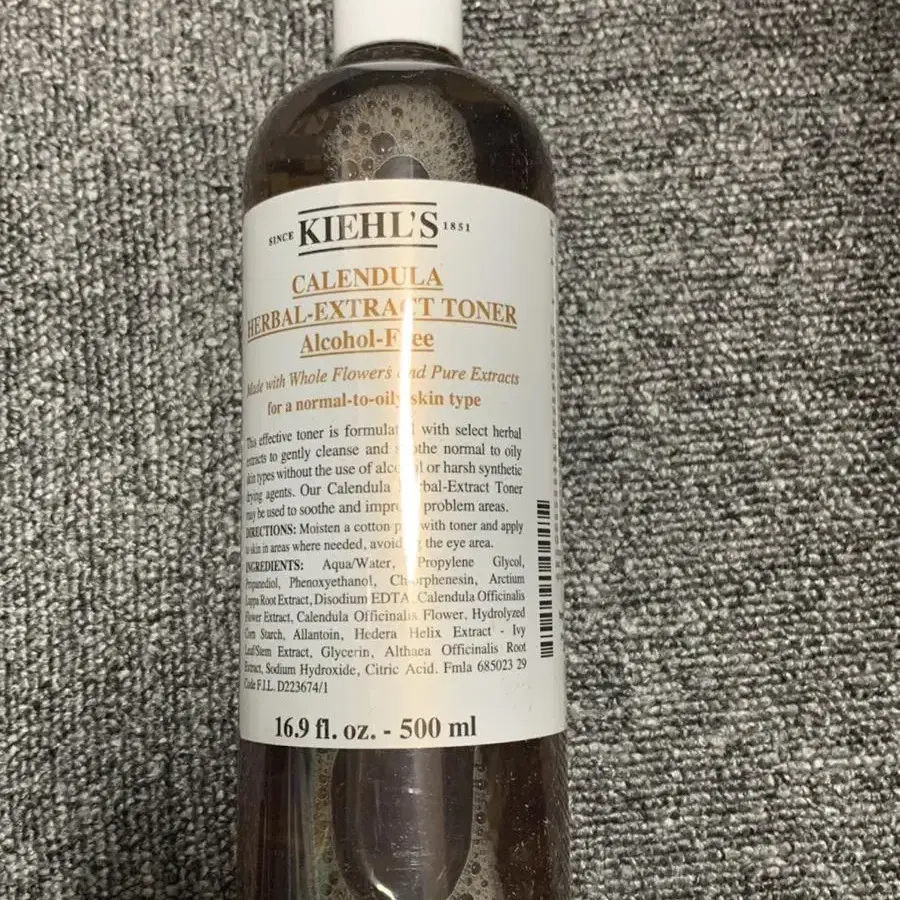 SINCE KIEHL'S 1851
CALENDULA
HERBAL-EXTRACT TONER
Alcohol-Free
Made with Whole Flowers and Pure Extracts
for a normal-to-oily skin type
This effective toner is formulated with select herbal
extracts to gently cleanse and soothe normal to oily
skin types without the use of alcohol or harsh synthetic
drying agents. Our Calendula Herbal-Extract Toner
may be used to soothe and improve problem areas.
DIRECTIONS: Moisten a cotton pad with toner and apply
to skin in areas where needed, avoiding the eye area.
INGREDIENTS: Aqua/Water, Propylene Glycol,
Propanediol, Phenoxyethanol, Chlorphenesin, Arctium
Lappa Root Extract, Disodium EDTA, Calendula Officinalis
Flower Extract, Calendula Officinalis Flower, Hydrolyzed
Corn Starch, Allantoin, Hedera Helix Extract - Ivy
Leaf/Stem Extract, Glycerin, Althaea Officinalis Root
Extract, Sodium Hydroxide, Citric Acid. Fmla 685023 29
Code F.I.L. D223674/1
16.9 fl. oz. - 500 ml